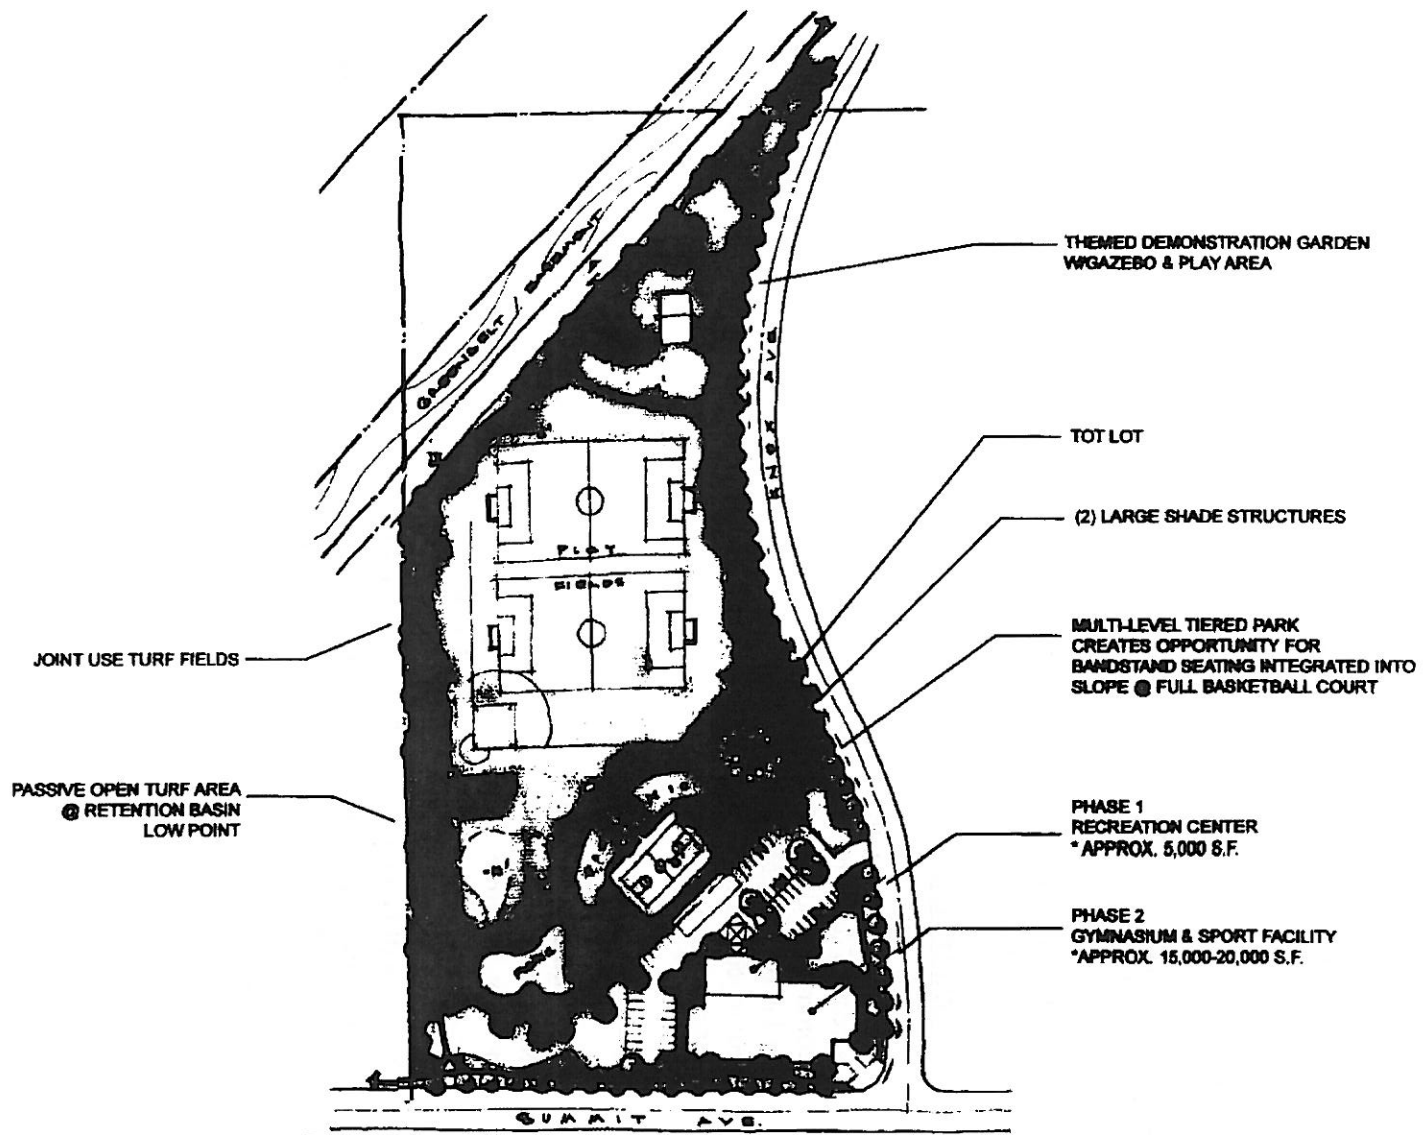 THEMED DEMONSTRATION GARDEN
W/GAZEBO & PLAY AREA
GREENBELT EASEMENT
KNOX AVE
TOT LOT
(2) LARGE SHADE STRUCTURES
PLAY
FIELDS
MULTI-LEVEL TIERED PARK
CREATES OPPORTUNITY FOR
BANDSTAND SEATING INTEGRATED INTO
SLOPE @ FULL BASKETBALL COURT
JOINT USE TURF FIELDS
PASSIVE OPEN TURF AREA
@ RETENTION BASIN
LOW POINT
PHASE 1
RECREATION CENTER
* APPROX. 5,000 S.F.
PHASE 2
GYMNASIUM & SPORT FACILITY
*APPROX. 15,000-20,000 S.F.
PICNIC
SUMMIT AVE.